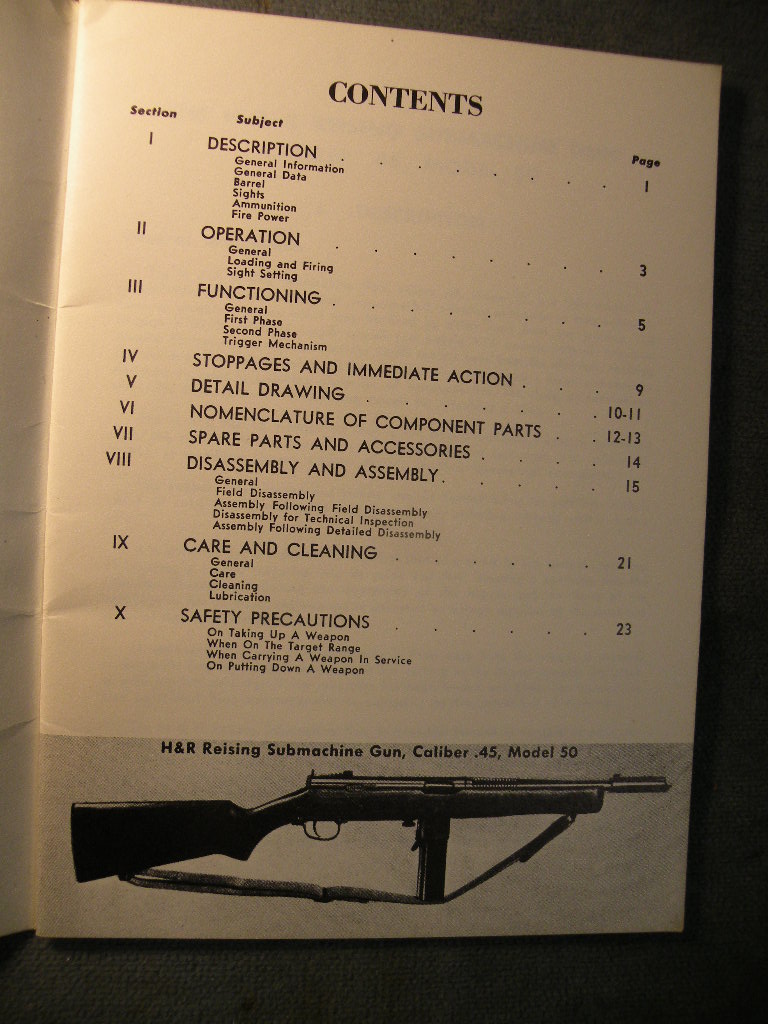 CONTENTS
Section Subject Page
I DESCRIPTION . . . . . . . . 1
General Information
General Data
Barrel
Sights
Ammunition
Fire Power
II OPERATION . . . . . . . . 3
General
Loading and Firing
Sight Setting
III FUNCTIONING . . . . . . . . 5
General
First Phase
Second Phase
Trigger Mechanism
IV STOPPAGES AND IMMEDIATE ACTION . . . 9
V DETAIL DRAWING . . . . . . . 10-11
VI NOMENCLATURE OF COMPONENT PARTS . . 12-13
VII SPARE PARTS AND ACCESSORIES . . . . 14
VIII DISASSEMBLY AND ASSEMBLY . . . . . 15
General
Field Disassembly
Assembly Following Field Disassembly
Disassembly for Technical Inspection
Assembly Following Detailed Disassembly
IX CARE AND CLEANING . . . . . . 21
General
Care
Cleaning
Lubrication
X SAFETY PRECAUTIONS . . . . . . 23
On Taking Up A Weapon
When On The Target Range
When Carrying A Weapon In Service
On Putting Down A Weapon
H&R Reising Submachine Gun, Caliber .45, Model 50